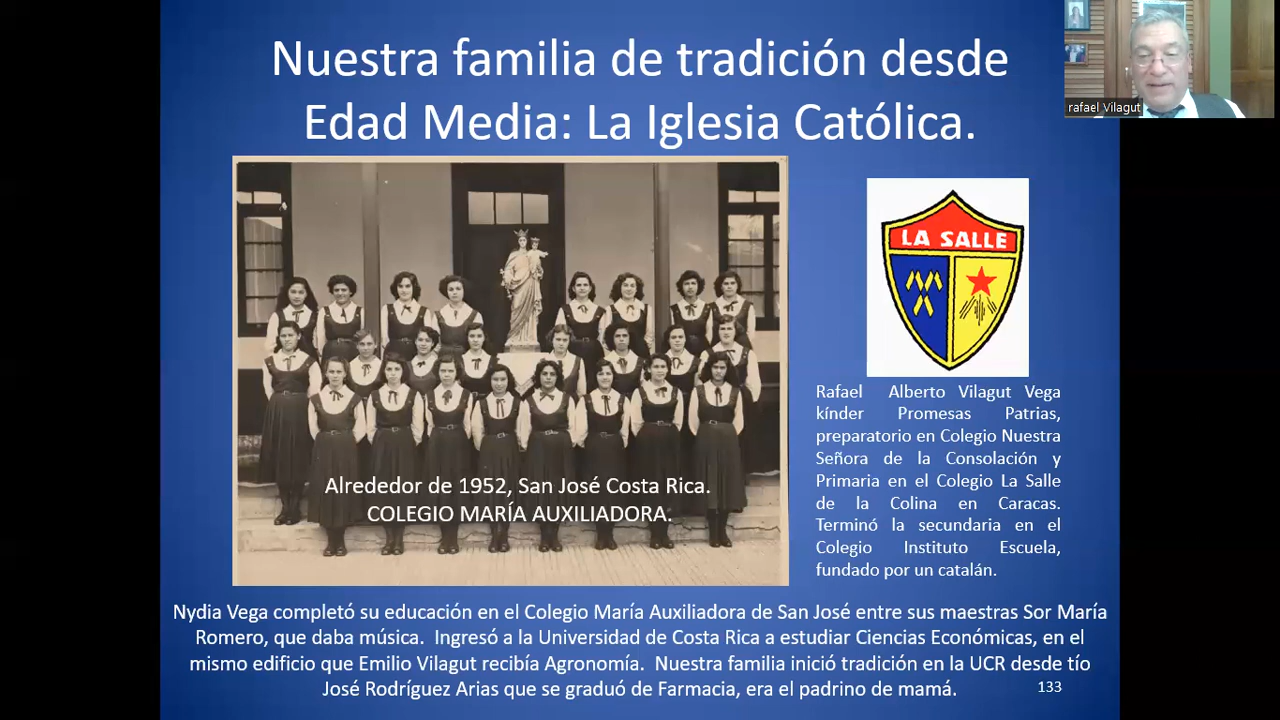 Nuestra familia de tradición desde
Edad Media: La Iglesia Católica.
rafael Vilagut
LA SALLE
Rafael Alberto Vilagut Vega
kínder Promesas Patrias,
preparatorio en Colegio Nuestra
Señora de la Consolación y
Primaria en el Colegio La Salle
de la Colina en Caracas.
Terminó la secundaria en el
Colegio Instituto Escuela,
fundado por un catalán.
Alrededor de 1952, San José Costa Rica.
COLEGIO MARÍA AUXILIADORA.
Nydia Vega completó su educación en el Colegio María Auxiliadora de San José entre sus maestras Sor María
Romero, que daba música. Ingresó a la Universidad de Costa Rica a estudiar Ciencias Económicas, en el
mismo edificio que Emilio Vilagut recibía Agronomía. Nuestra familia inició tradición en la UCR desde tío
José Rodríguez Arias que se graduó de Farmacia, era el padrino de mamá.
133